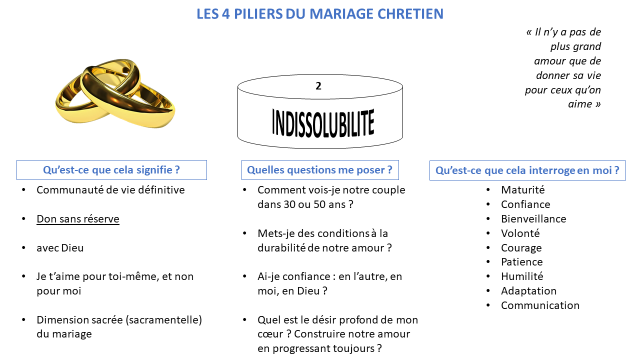 LES 4 PILIERS DU MARIAGE CHRETIEN
« Il n’y a pas de
plus grand
amour que de
donner sa vie
pour ceux qu’on
aime »
2
INDISSOLUBILITE
Qu’est-ce que cela signifie ?
• Communauté de vie définitive
• Don sans réserve
• avec Dieu
• Je t’aime pour toi-même, et non
pour moi
• Dimension sacrée (sacramentelle)
du mariage
Quelles questions me poser ?
• Comment vois-je notre couple
dans 30 ou 50 ans ?
• Mets-je des conditions à la
durabilité de notre amour ?
• Ai-je confiance : en l’autre, en
moi, en Dieu ?
• Quel est le désir profond de mon
cœur ? Construire notre amour
en progressant toujours ?
Qu’est-ce que cela interroge en moi ?
• Maturité
• Confiance
• Bienveillance
• Volonté
• Courage
• Patience
• Humilité
• Adaptation
• Communication